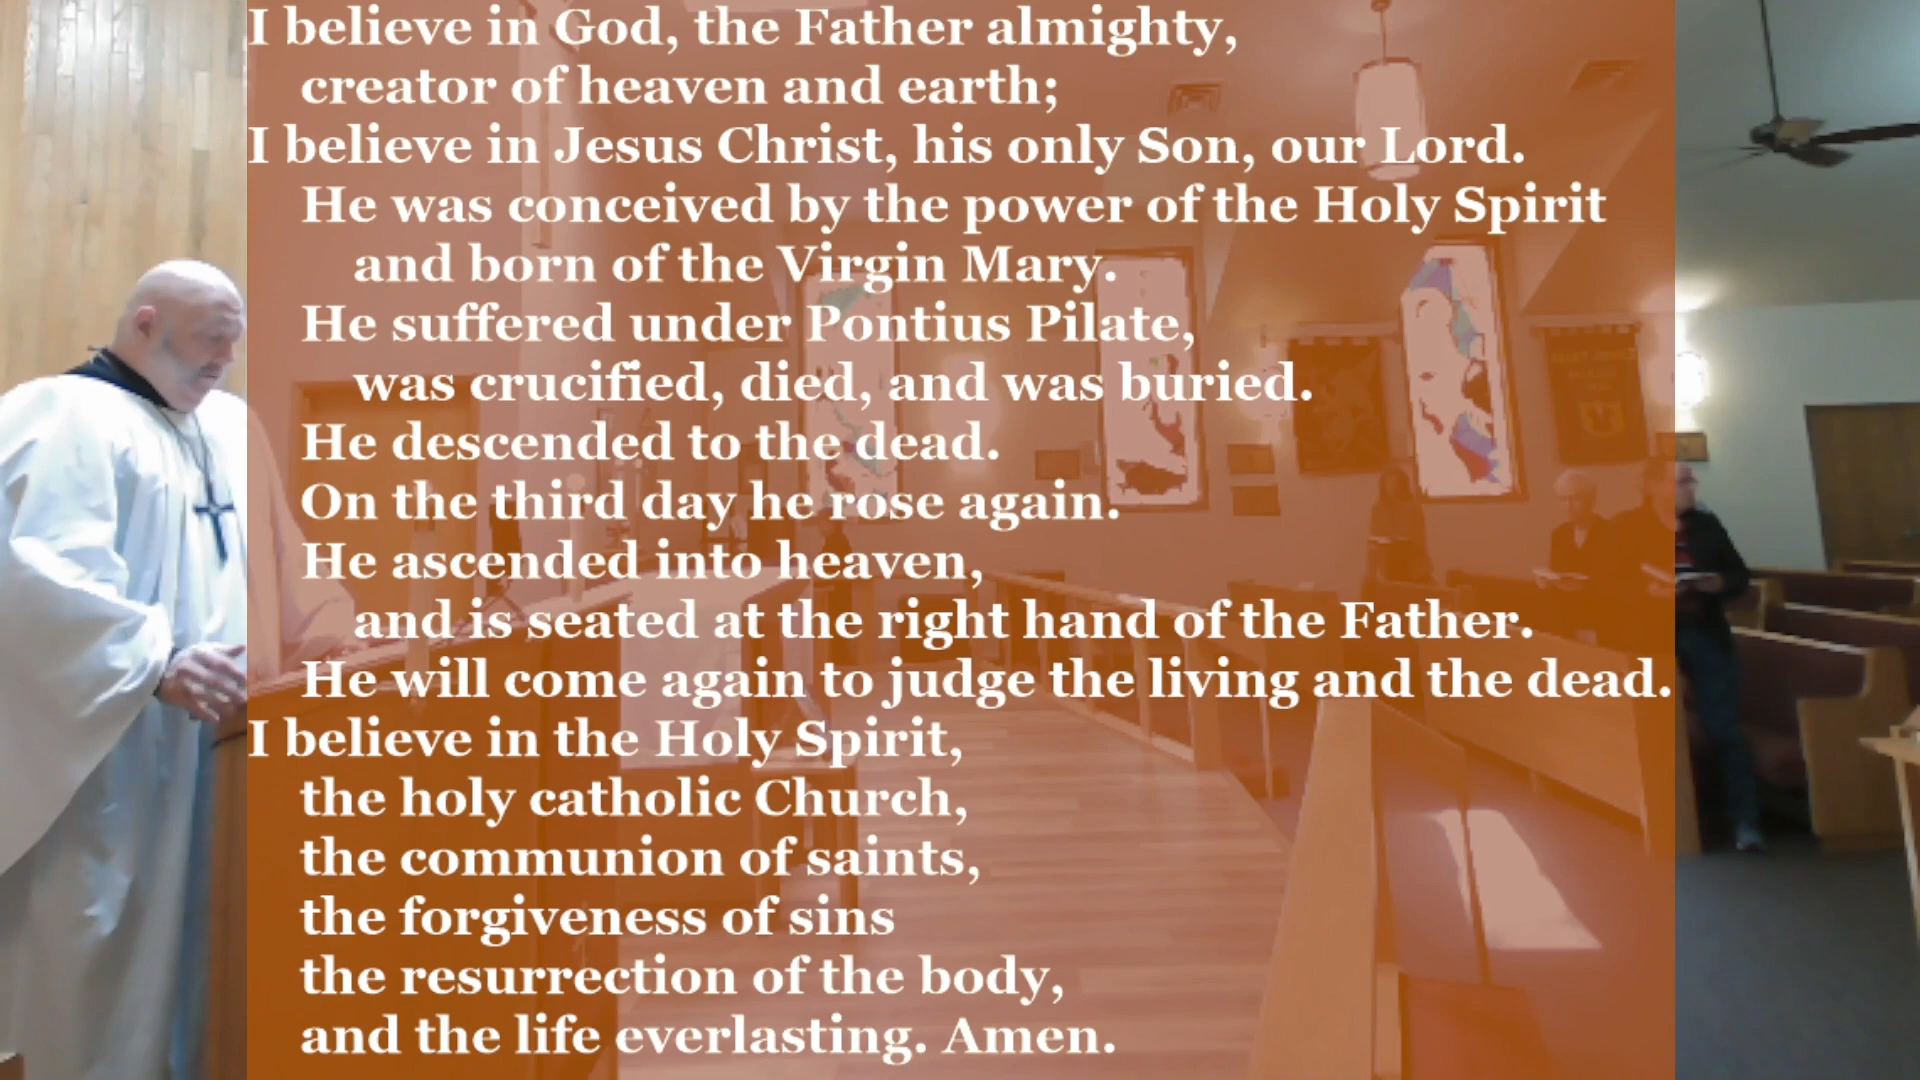 I believe in God, the Father almighty,
creator of heaven and earth;
I believe in Jesus Christ, his only Son, our Lord.
He was conceived by the power of the Holy Spirit
and born of the Virgin Mary.
He suffered under Pontius Pilate,
was crucified, died, and was buried.
He descended to the dead.
On the third day he rose again.
He ascended into heaven,
and is seated at the right hand of the Father.
He will come again to judge the living and the dead.
I believe in the Holy Spirit,
the holy catholic Church,
the communion of saints,
the forgiveness of sins
the resurrection of the body,
and the life everlasting. Amen.